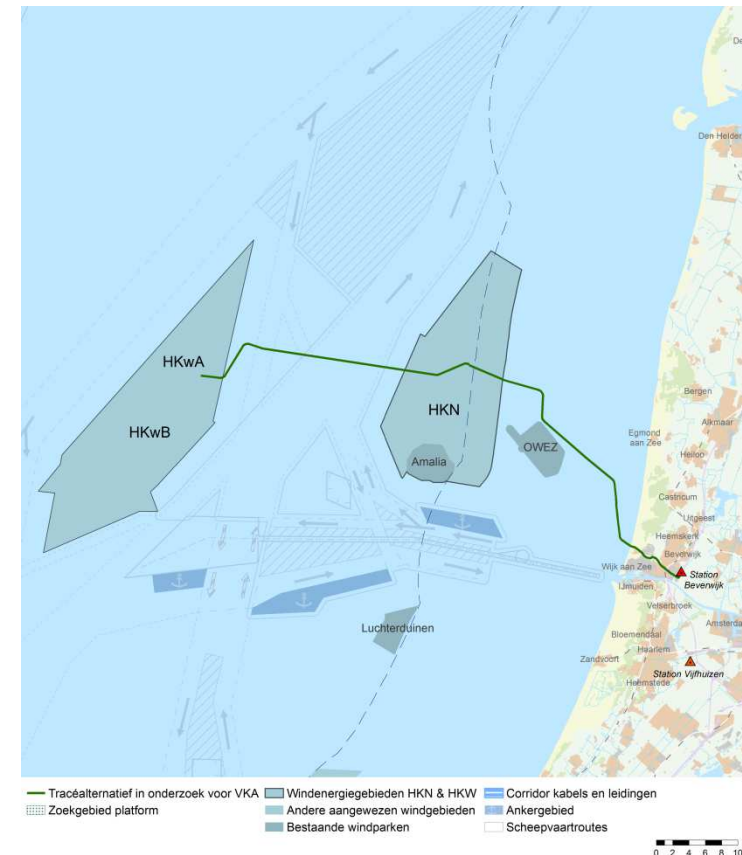 De
Den Helder
HKwA
HKwB
HKN
Amalia
OWEZ
Bergen
Alkmaar
Egmond
aan Zee
Heiloo
Castricum
Uitgeest
Heemskerk
Beverwijk
Wijk aan Zee
Station
Beverwijk
IJmuiden
Velserbroek
Luchterduinen
Bloemendaal
Amsterda
Haarlem
Zandvoort
Station Vijfhuizen
Heemstede
Tracéalternatief in onderzoek voor VKA
Zoekgebied platform
Windenergiegebieden HKN & HKW
Andere aangewezen windgebieden
Bestaande windparken
Corridor kabels en leidingen
Ankergebied
Scheepvaartroutes
0 2 4 6 8 10